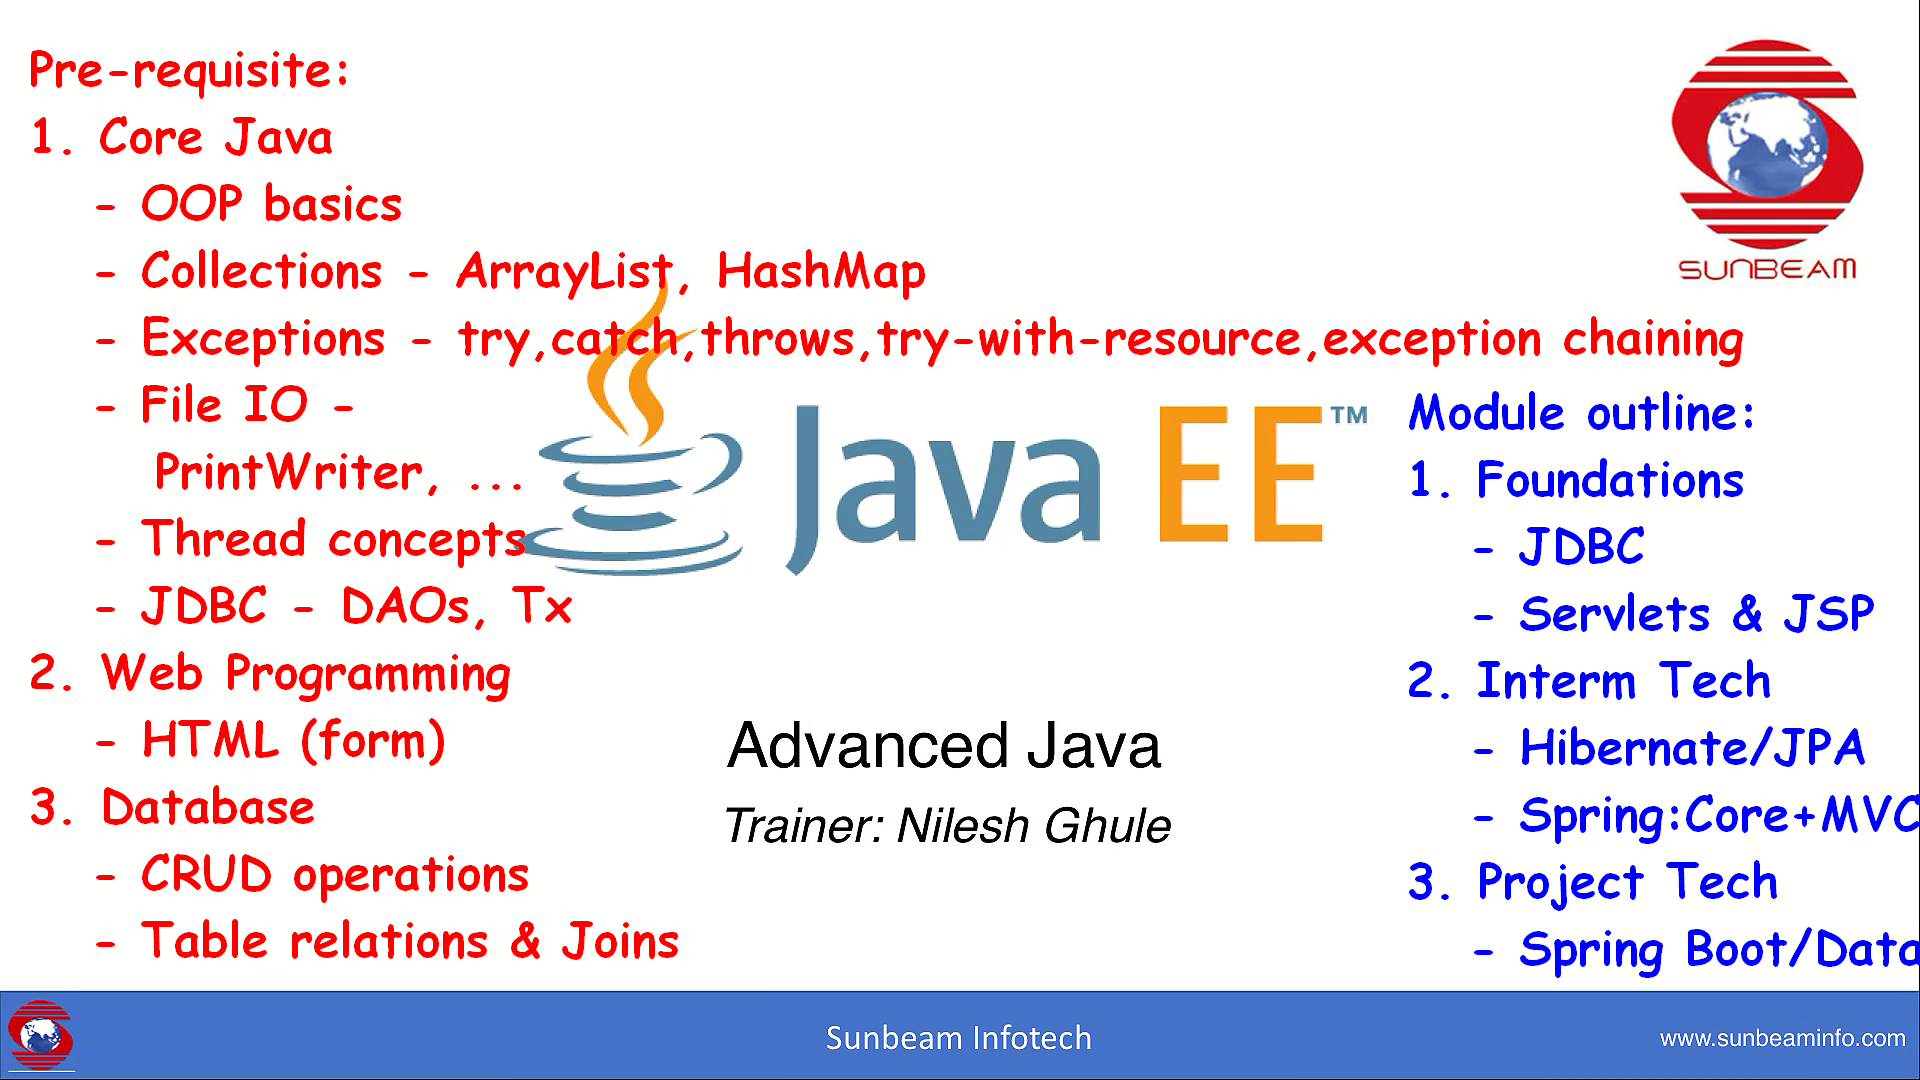 Pre-requisite:
1. Core Java
- OOP basics
- Collections - ArrayList, HashMap
- Exceptions - try,catch,throws,try-with-resource,exception chaining
- File IO -
PrintWriter, ...
- Thread concepts
- JDBC - DAOs, Tx
2. Web Programming
- HTML (form)
3. Database
- CRUD operations
- Table relations & Joins
SUNBEAM
Java EE™
Advanced Java
Trainer: Nilesh Ghule
Module outline:
1. Foundations
- JDBC
- Servlets & JSP
2. Interm Tech
- Hibernate/JPA
- Spring:Core+MVC
3. Project Tech
- Spring Boot/Data
Sunbeam Infotech
www.sunbeaminfo.com